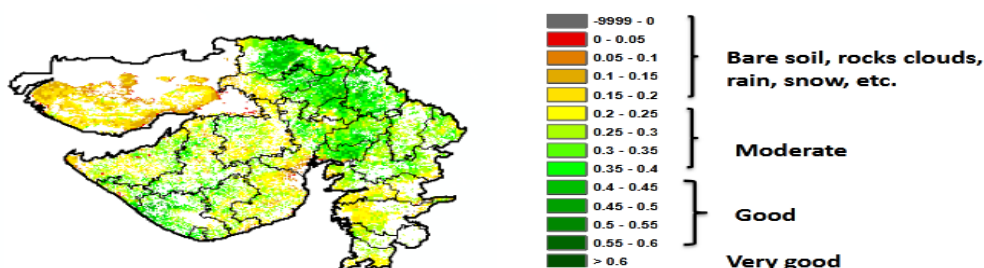 -9999 - 0
0 - 0.05
0.05 - 0.1
0.1 - 0.15
0.15 - 0.2
0.2 - 0.25
0.25 - 0.3
0.3 - 0.35
0.35 - 0.4
0.4 - 0.45
0.45 - 0.5
0.5 - 0.55
0.55 - 0.6
> 0.6
Bare soil, rocks clouds,
rain, snow, etc.
Moderate
Good
Very good